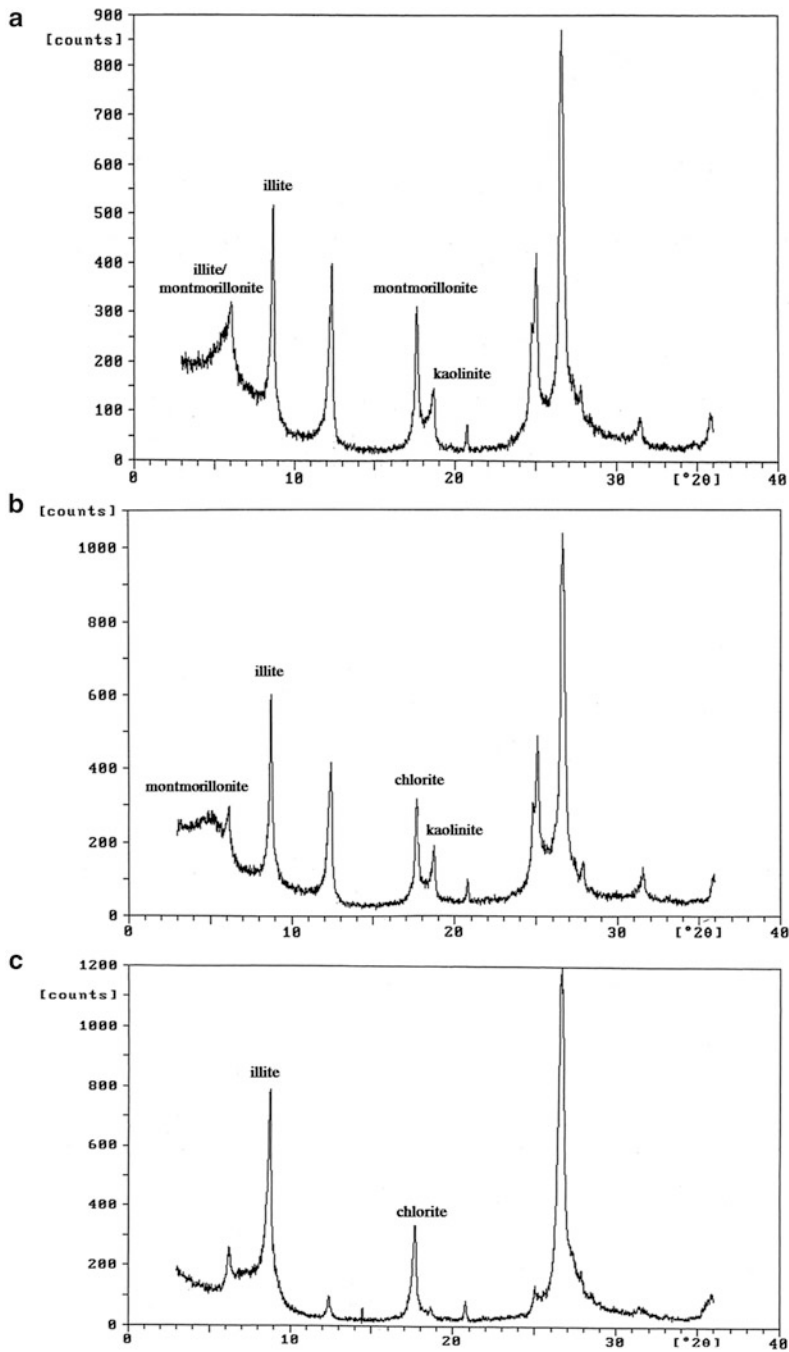 a
900
[counts]
800
700
600
500
400
300
200
100
0
illite
illite/
montmorillonite
montmorillonite
kaolinite
0
10
20
30
[°2θ]
40
b
[counts]
1000
800
600
400
200
0
illite
montmorillonite
chlorite
kaolinite
0
10
20
30
[°2θ]
40
c
1200
[counts]
1000
800
600
400
200
0
illite
chlorite
10
20
30
[°2θ]
40